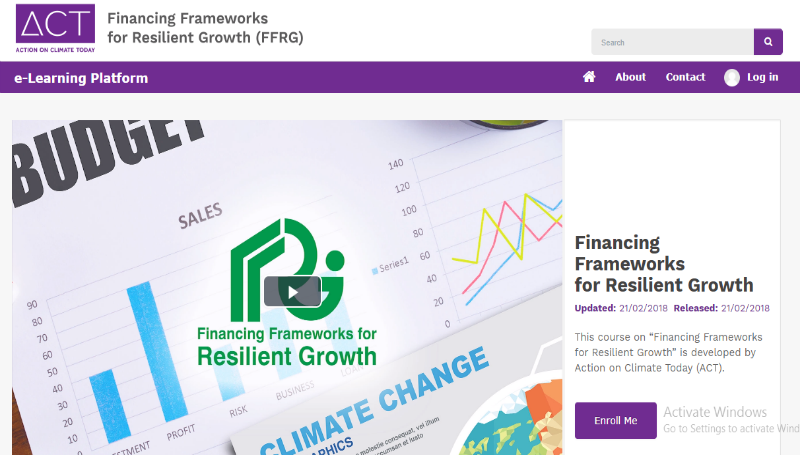 ACT
ACTION ON CLIMATE TODAY
Financing Frameworks
for Resilient Growth (FFRG)
Search
e-Learning Platform
About
Contact
Log in
BUDGET
SALES
90
80
70
60
50
40
30
20
10
PROFIT
RISK
BUSINESS
140
120
100
80
60
40
20
0
Series1
Financing Frameworks for
Resilient Growth
CLIMATE CHANGE
Financing
Frameworks
for Resilient Growth
Updated: 21/02/2018 Released: 21/02/2018
This course on “Financing Frameworks
for Resilient Growth” is developed by
Action on Climate Today (ACT).
Enroll Me
Activate Windows
Go to Settings to activate Wind